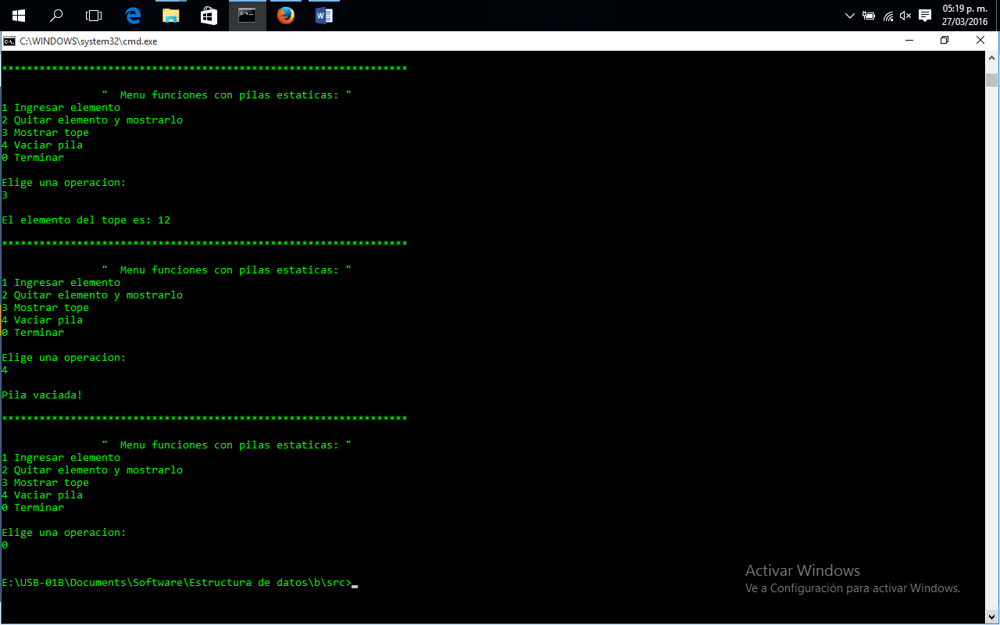 05:19 p. m.
27/03/2016
C:\WINDOWS\system32\cmd.exe
*****************************************************************
"  Menu funciones con pilas estaticas: "
1 Ingresar elemento
2 Quitar elemento y mostrarlo
3 Mostrar tope
4 Vaciar pila
0 Terminar
Elige una operacion:
3
El elemento del tope es: 12
*****************************************************************
"  Menu funciones con pilas estaticas: "
1 Ingresar elemento
2 Quitar elemento y mostrarlo
3 Mostrar tope
4 Vaciar pila
0 Terminar
Elige una operacion:
4
Pila vaciada!
*****************************************************************
"  Menu funciones con pilas estaticas: "
1 Ingresar elemento
2 Quitar elemento y mostrarlo
3 Mostrar tope
4 Vaciar pila
0 Terminar
Elige una operacion:
0
E:\USB-01B\Documents\Software\Estructura de datos\b\src>
Activar Windows
Ve a Configuración para activar Windows.